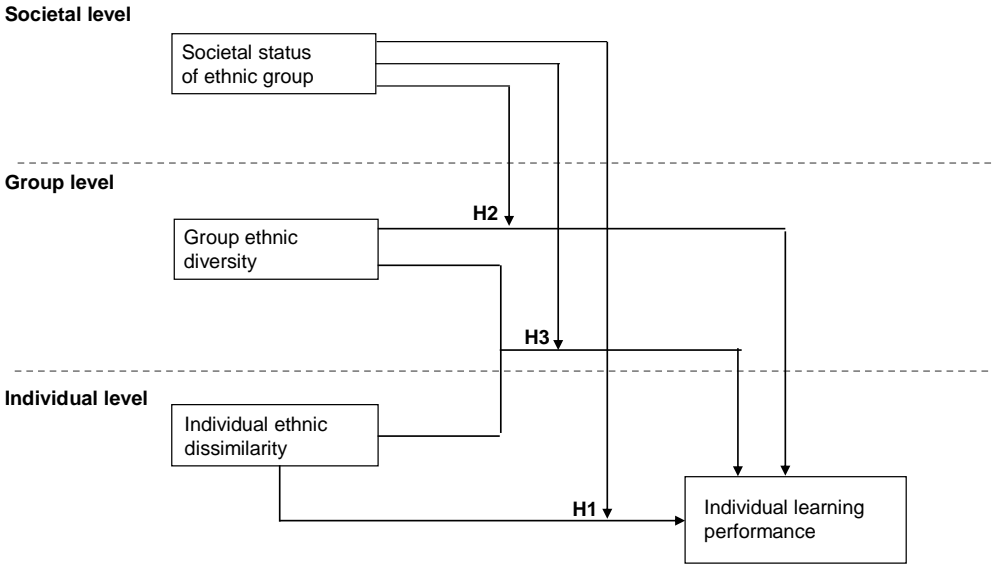 Societal level
Societal status
of ethnic group
Group level
H2
Group ethnic
diversity
H3
Individual level
Individual ethnic
dissimilarity
H1
Individual learning
performance